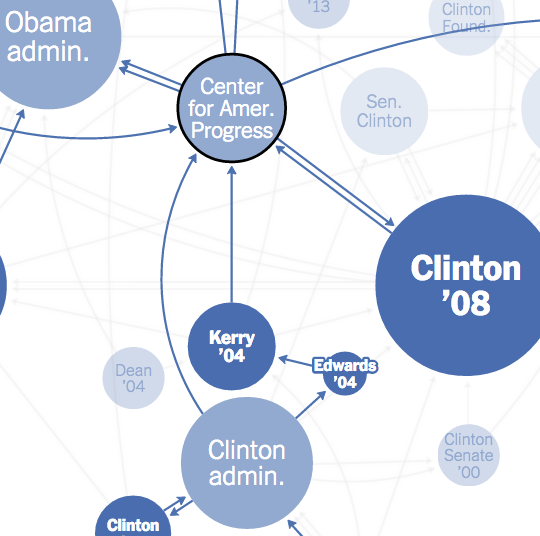 Obama
admin.
'13
Clinton
Found.
Center
for Amer.
Progress
Sen.
Clinton
Clinton
’08
Kerry
’04
Edwards
’04
Dean
’04
Clinton
admin.
Clinton
Senate
’00
Clinton